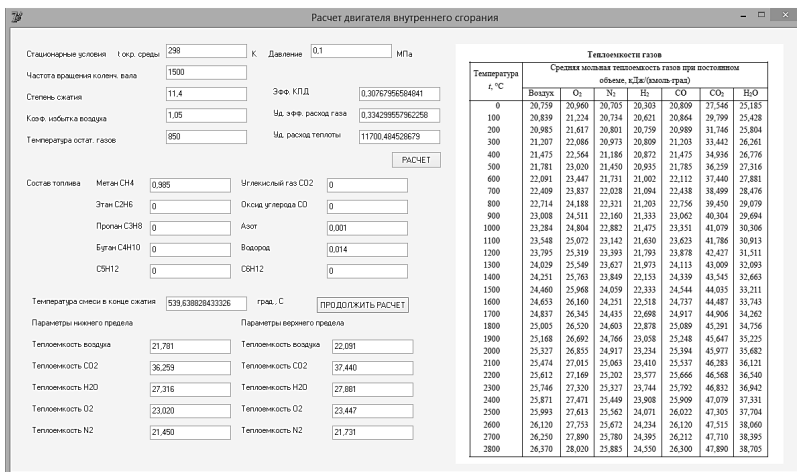 Расчет двигателя внутреннего сгорания
Стационарные условия t окр. среды 298 К Давление 0,1 МПа
Частота вращения коленч. вала 1500
Степень сжатия 11,4 Эфф. КПД 0,30767956584841
Коэф. избытка воздуха 1,05 Уд. эфф. расход газа 0,334299557962258
Температура остат. газов 850 Уд. расход теплоты 11700,484528679
РАСЧЕТ
Состав топлива Метан CH4 0,985 Углекислый газ CO2 0
Этан C2H6 0 Оксид углерода CO 0
Пропан C3H8 0 Азот 0,001
Бутан C4H10 0 Водород 0,014
C5H12 0 C6H12 0
Температура смеси в конце сжатия 539,638828433326 град., С ПРОДОЛЖИТЬ РАСЧЕТ
Параметры нижнего предела Параметры верхнего предела
Теплоемкость воздуха 21,781 Теплоемкость воздуха 22,091
Теплоемкость CO2 36,259 Теплоемкость CO2 37,440
Теплоемкость H2O 27,316 Теплоемкость H2O 27,881
Теплоемкость O2 23,020 Теплоемкость O2 23,447
Теплоемкость N2 21,450 Теплоемкость N2 21,731
Теплоемкости газов
Температура t, °C
Средняя мольная теплоемкость газов при постоянном
объеме, кДж/(кмоль·град)
Воздух O₂ N₂ H₂ CO CO₂ H₂O
0 20,759 20,960 20,705 20,303 20,809 27,546 25,185
100 20,839 21,224 20,734 20,621 20,864 29,799 25,428
200 20,985 21,617 20,801 20,759 20,989 31,746 25,804
300 21,207 22,086 20,973 20,809 21,203 33,442 26,261
400 21,475 22,564 21,186 20,872 21,475 34,936 26,776
500 21,781 23,020 21,450 20,935 21,785 36,259 27,316
600 22,091 23,447 21,731 21,002 22,112 37,440 27,881
700 22,409 23,837 22,028 21,094 22,438 38,499 28,476
800 22,714 24,188 22,321 21,203 22,756 39,450 29,079
900 23,008 24,511 22,160 21,333 23,062 40,304 29,694
1000 23,284 24,804 22,882 21,475 23,351 41,079 30,306
1100 23,548 25,072 23,142 21,630 23,623 41,786 30,913
1200 23,795 25,319 23,393 21,793 23,878 42,427 31,511
1300 24,029 25,549 23,627 21,973 24,113 43,009 32,093
1400 24,251 25,763 23,849 22,153 24,339 43,545 32,663
1500 24,460 25,968 24,059 22,333 24,544 44,035 33,211
1600 24,653 26,160 24,251 22,518 24,737 44,487 33,743
1700 24,837 26,345 24,435 22,698 24,917 44,906 34,262
1800 25,005 26,520 24,603 22,878 25,089 45,291 34,756
1900 25,168 26,692 24,766 23,058 25,248 45,647 35,225
2000 25,327 26,855 24,917 23,234 25,394 45,977 35,682
2100 25,474 27,015 25,063 23,410 25,537 46,283 36,121
2200 25,612 27,169 25,202 23,577 25,666 46,568 36,540
2300 25,746 27,320 25,327 23,744 25,792 46,832 36,942
2400 25,871 27,471 25,449 23,908 25,909 47,079 37,331
2500 25,993 27,613 25,562 24,071 26,022 47,305 37,704
2600 26,120 27,753 25,672 24,234 26,120 47,515 38,060
2700 26,250 27,890 25,780 24,395 26,212 47,710 38,395
2800 26,370 28,020 25,885 24,550 26,300 47,890 38,705